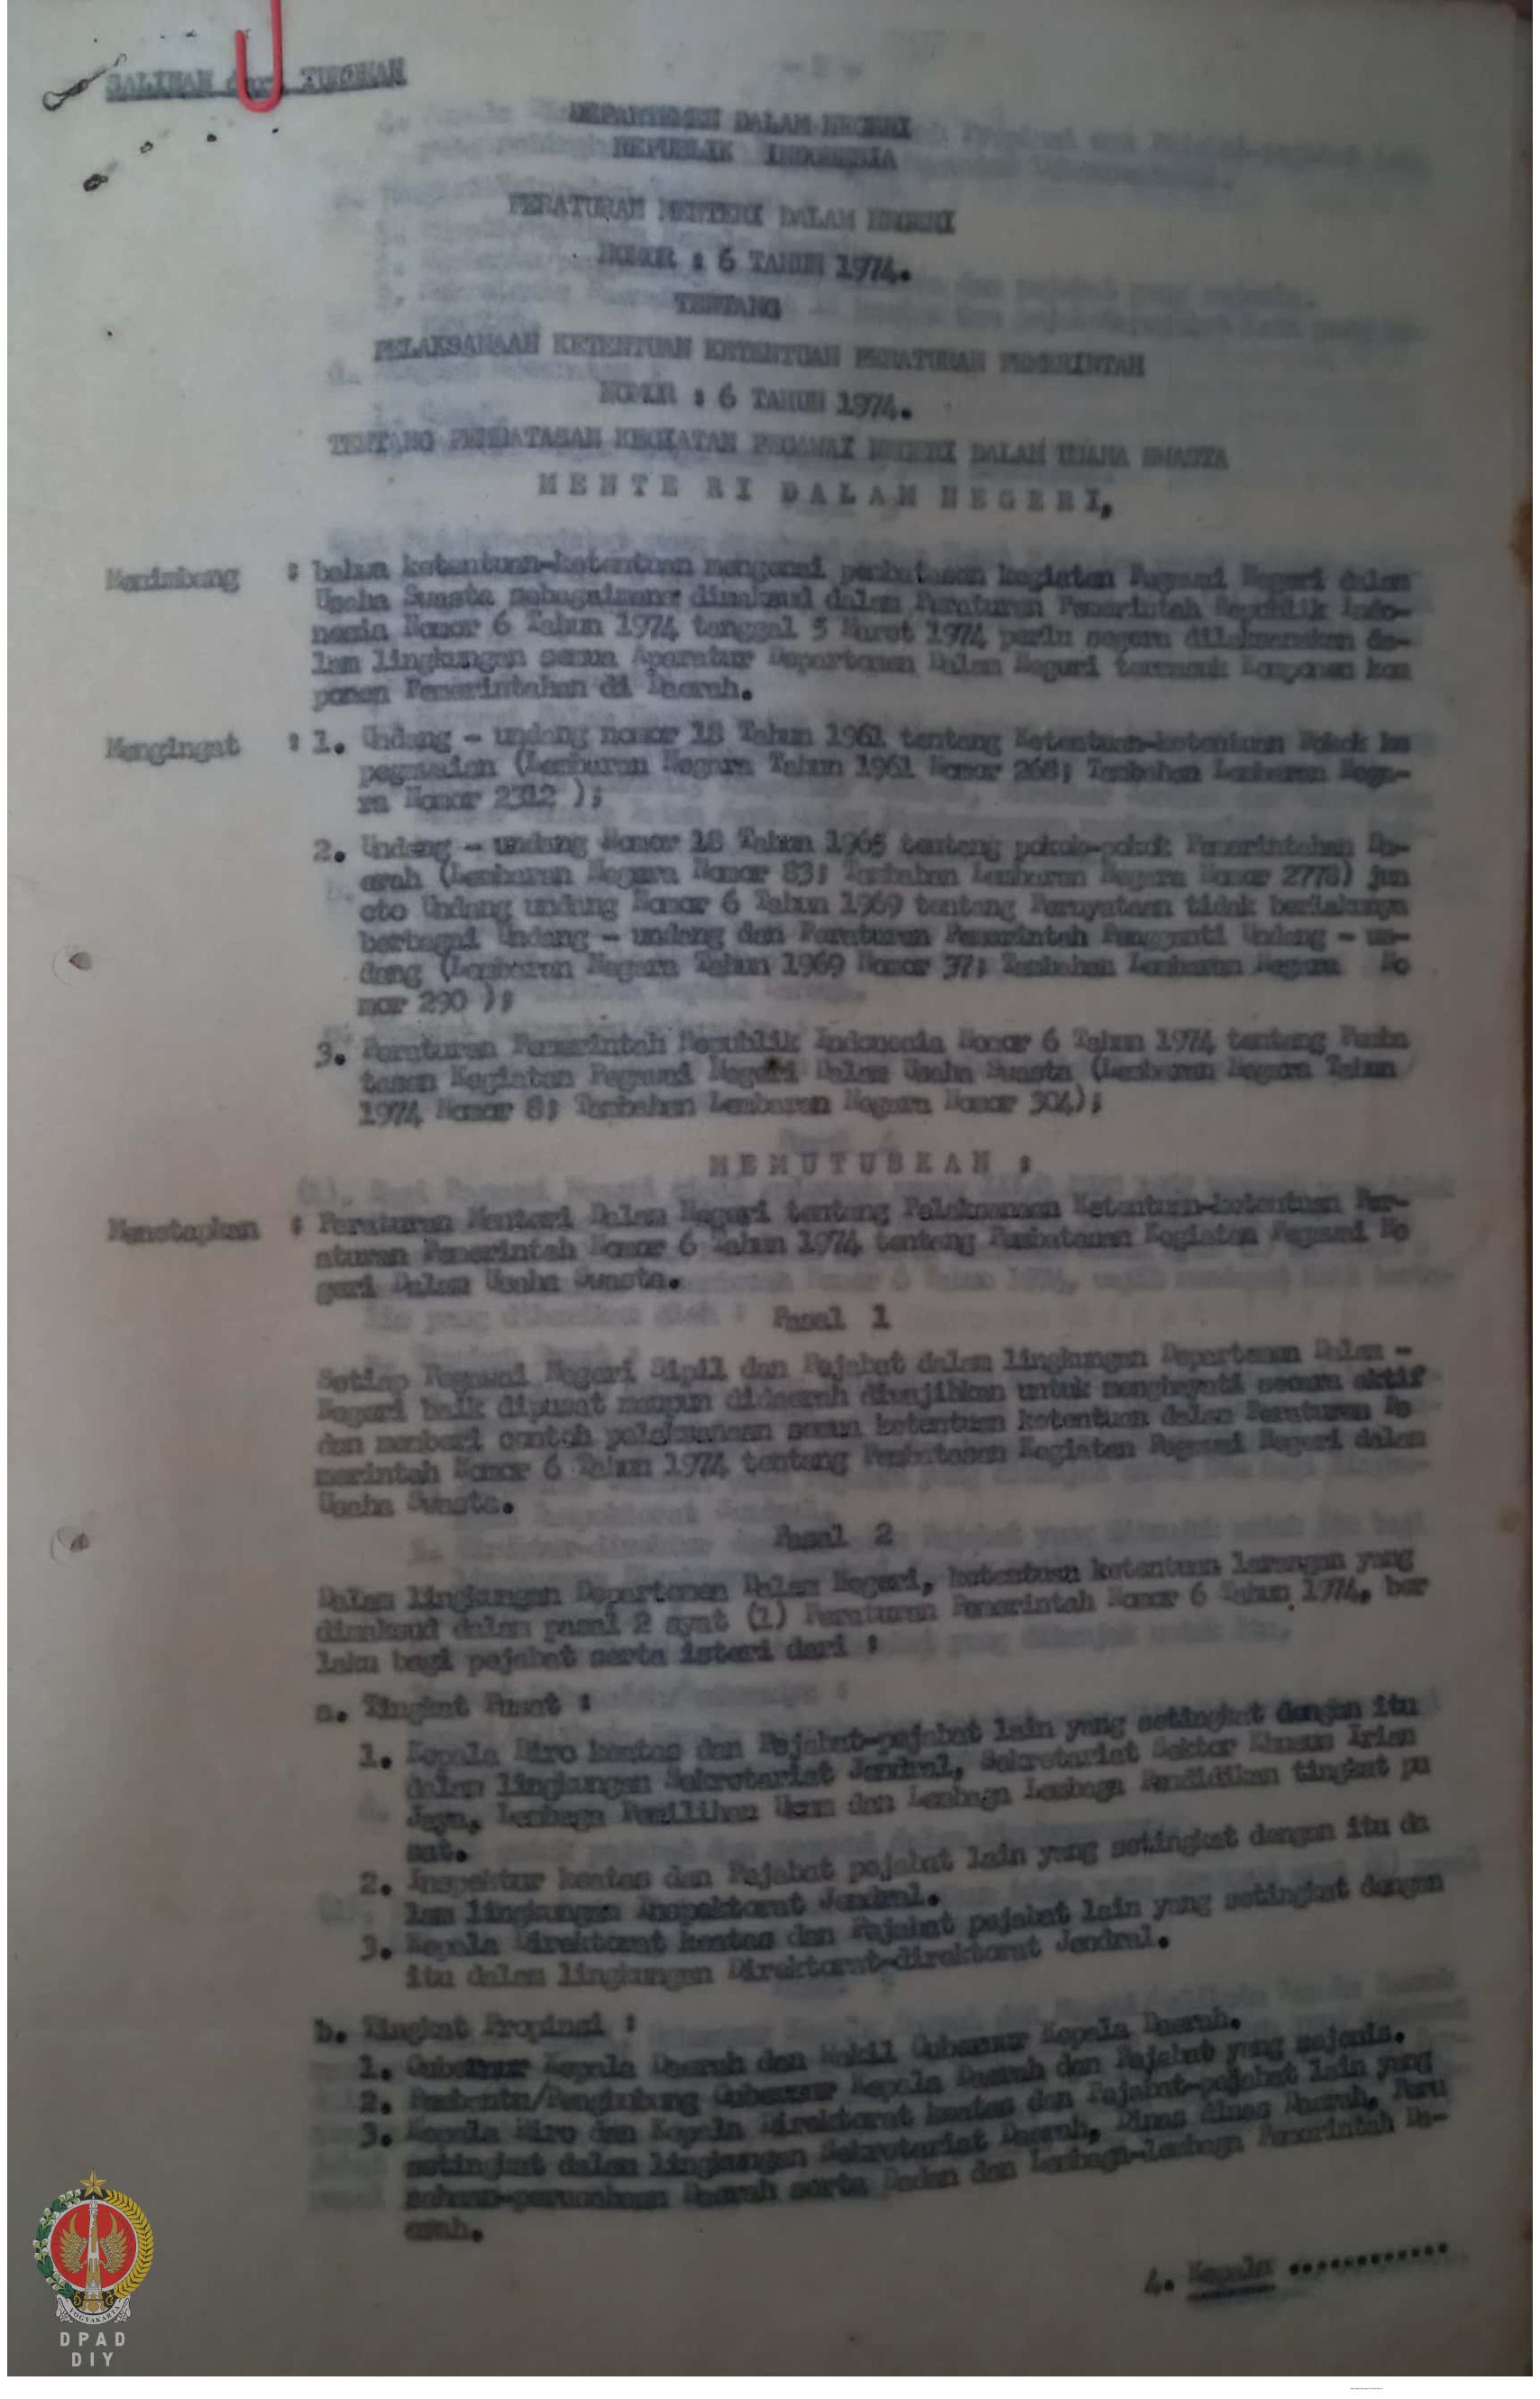 SALINAN dari TURUNAN
DEPARTEMEN DALAM NEGERI
REPUBLIK INDONESIA
PERATURAN MENTERI DALAM NEGERI
NOMOR : 6 TAHUN 1974.
TENTANG
PELAKSANAAN KETENTUAN KETENTUAN PERATURAN PEMERINTAH
NOMOR : 6 TAHUN 1974.
TENTANG PEMBATASAN KEGIATAN PEGAWAI NEGERI DALAM USAHA SWASTA
MENTERI DALAM NEGERI,
Menimbang : bahwa ketentuan-ketentuan mengenai pembatasan kegiatan Pegawai Negeri dalam
Usaha Swasta sebagaimana dimaksud dalam Peraturan Pemerintah Republik Indo-
nesia Nomor 6 Tahun 1974 tanggal 5 Maret 1974 perlu segera dilaksanakan da-
lam lingkungan semua Aparatur Departemen Dalam Negeri termasuk Komponen kom
ponen Pemerintahan di Daerah.
Mengingat : 1. Undang - undang nomor 18 Tahun 1961 tentang Ketentuan-ketentuan Pokok ke
pegawaian (Lembaran Negara Tahun 1961 Nomor 268; Tambahan Lembaran Nega-
ra Nomor 2312 );
2. Undang - undang Nomor 18 Tahun 1965 tentang pokok-pokok Pemerintahan Da-
erah (Lembaran Negara Nomor 83; Tambahan Lembaran Negara Nomor 2778) jun
cto Undang undang Nomor 6 Tahun 1969 tentang Pernyataan tidak berlakunya
berbagai Undang - undang dan Peraturan Pemerintah Pengganti Undang - un-
dang (Lembaran Negara Tahun 1969 Nomor 37; Tambahan Lembaran Negara No
mor 290 );
3. Peraturan Pemerintah Republik Indonesia Nomor 6 Tahun 1974 tentang Pemba
tasan Kegiatan Pegawai Negeri Dalam Usaha Swasta (Lembaran Negara Tahun
1974 Nomor 8; Tambahan Lembaran Negara Nomor 304);
MEMUTUSKAN :
Menetapkan : Peraturan Menteri Dalam Negeri tentang Pelaksanaan Ketentuan-ketentuan Per-
aturan Pemerintah Nomor 6 Tahun 1974 tentang Pembatasan Kegiatan Pegawai Ne
geri Dalam Usaha Swasta.
Pasal 1
Setiap Pegawai Negeri Sipil dan Pejabat dalam lingkungan Departemen Dalam -
Negeri baik dipusat maupun didaerah diwajibkan untuk menghayati secara aktif
dan memberi contoh pelaksanaan semua ketentuan ketentuan dalam Peraturan Pe
merintah Nomor 6 Tahun 1974 tentang Pembatasan Kegiatan Pegawai Negeri dalam
Usaha Swasta.
Pasal 2
Dalam lingkungan Departemen Dalam Negeri, ketentuan ketentuan larangan yang
dimaksud dalam pasal 2 ayat (1) Peraturan Pemerintah Nomor 6 Tahun 1974, ber
laku bagi pejabat serta isteri dari :
a. Tingkat Pusat :
1. Kepala Biro keatas dan Pejabat-pejabat lain yang setingkat dengan itu
dalam lingkungan Sekretariat Jendral, Sekretariat Sektor Khusus Irian
Jaya, Lembaga Pemilihan Umum dan Lembaga Lembaga Pendidikan tingkat pu
sat.
2. Inspektur keatas dan Pejabat pejabat lain yang setingkat dengan itu da
lam lingkungan Inspektorat Jendral.
3. Kepala Direktorat keatas dan Pejabat pejabat lain yang setingkat dengan
itu dalam lingkungan Direktorat-direktorat Jendral.
b. Tingkat Propinsi :
1. Gubernur Kepala Daerah dan Wakil Gubernur Kepala Daerah.
2. Pembantu/Penghubung Gubernur Kepala Daerah dan Pejabat yang sejenis.
3. Kepala Biro dan Kepala Direktorat keatas dan Pejabat-pejabat lain yang
setingkat dalam lingkungan Sekretariat Daerah, Dinas dinas Daerah, Peru
sahaan-perusahaan Daerah serta Badan dan Lembaga-lembaga Pemerintah Da-
erah.
4. Kepala ............
YOGYAKARTA
DPAD
DIY